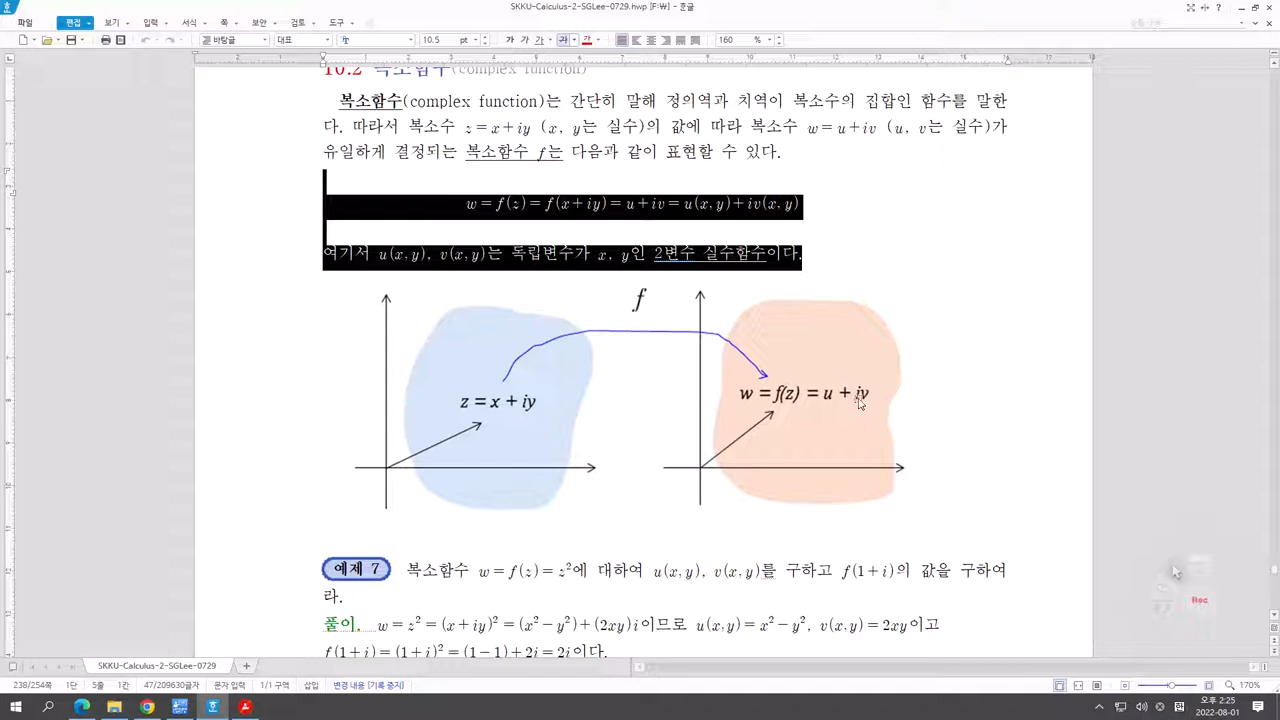 SKKU-Calculus-2-SGLee-0729.hwp [F:₩] - 훈글
편집 보기 입력 서식 쪽 보안 검토 도구
바탕글 대표 10.5 pt 가 가 가 가 가 160 %
10.2 복소함수(complex function)
복소함수(complex function)는 간단히 말해 정의역과 치역이 복소수의 집합인 함수를 말한
다. 따라서 복소수 z=x+iy (x, y는 실수)의 값에 따라 복소수 w=u+iv (u, v는 실수)가
유일하게 결정되는 복소함수 f는 다음과 같이 표현할 수 있다.
w=f(z)=f(x+iy)=u+iv=u(x,y)+iv(x,y)
여기서 u(x,y), v(x,y)는 독립변수가 x, y인 2변수 실수함수이다.
f
z = x + iy
w = f(z) = u + iv
예제 7 복소함수 w=f(z)=z²에 대하여 u(x,y), v(x,y)를 구하고 f(1+i)의 값을 구하여
라.
풀이. w=z²=(x+iy)²=(x²-y²)+(2xy)i이므로 u(x,y)=x²-y², v(x,y)=2xy이고
f(1+i)=(1+i)²=(1-1)+2i=2i이다.
Rec
SKKU-Calculus-2-SGLee-0729
238/254쪽 1단 5줄 1칸 47/209630글자 문자 입력 1/1 구역 삽입 변경 내용 [기록 중지] 170%
오후 2:25
2022-08-01